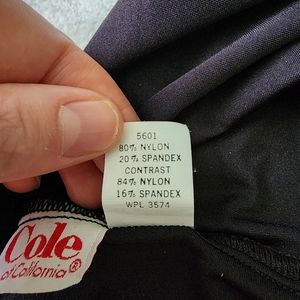 5601
80% NYLON
20% SPANDEX
CONTRAST
84% NYLON
16% SPANDEX
WPL 3574
Cole
of California®